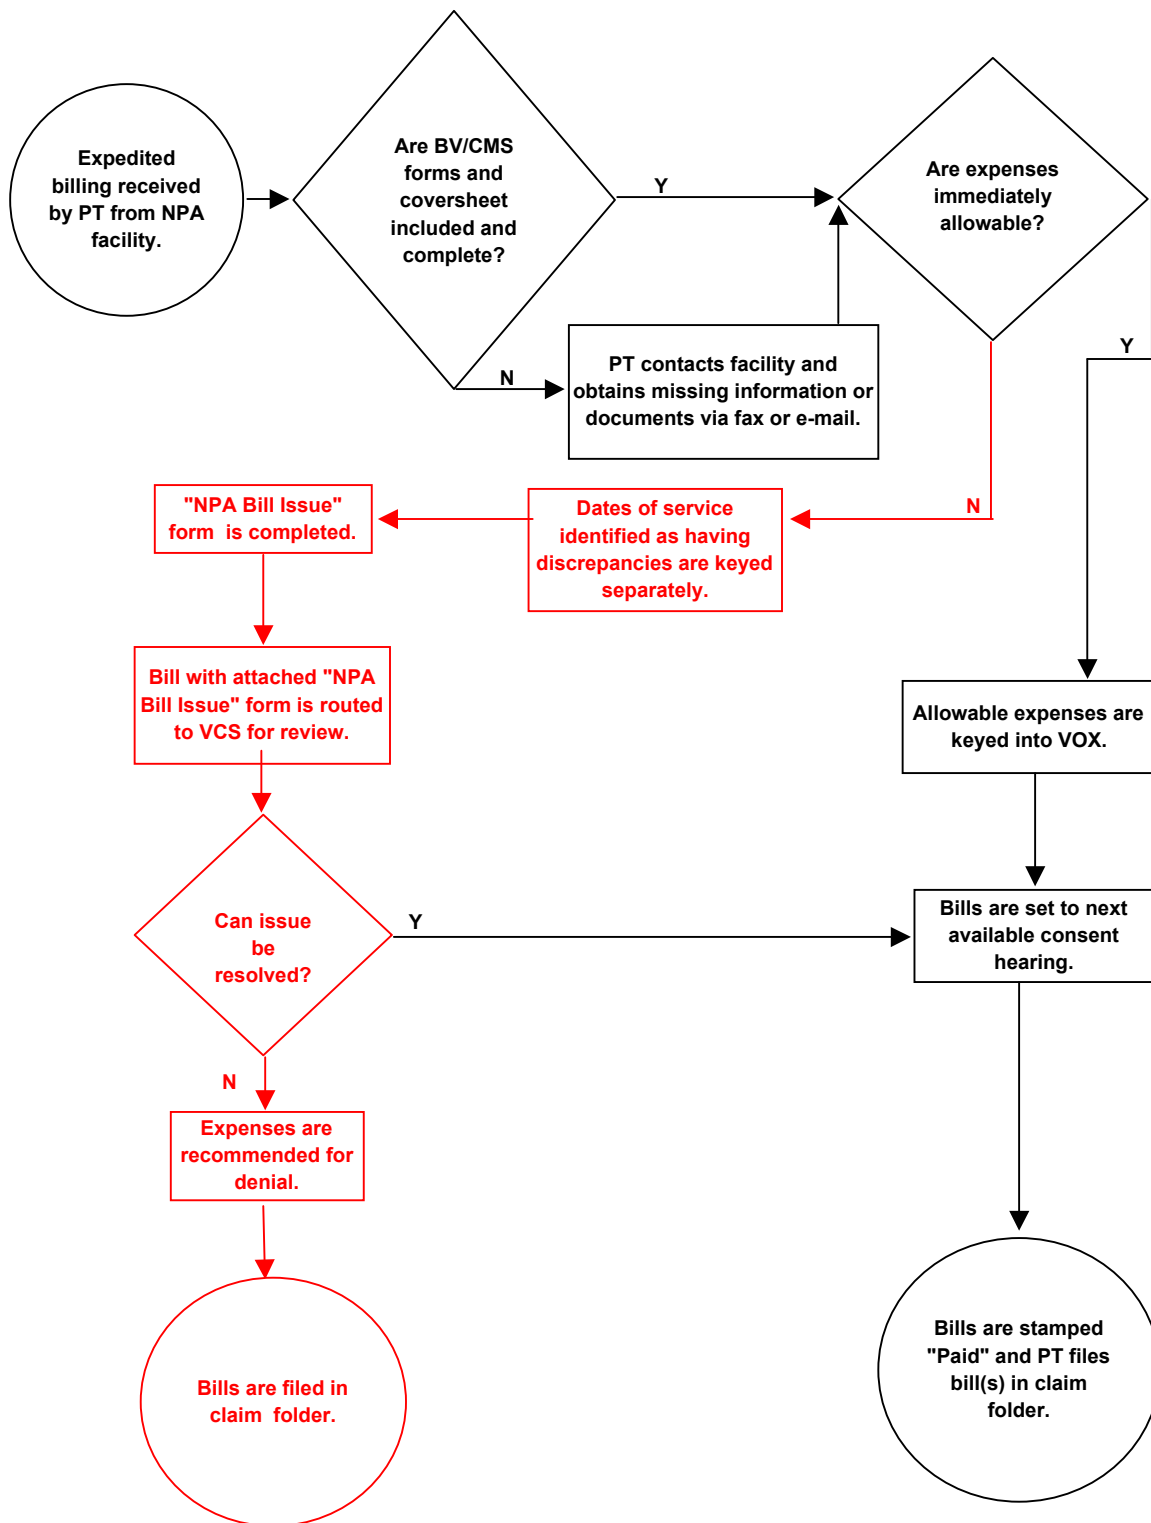 Expedited
billing received
by PT from NPA
facility.
Are BV/CMS
forms and
coversheet
included and
complete?
Y
Are expenses
immediately
allowable?
N
PT contacts facility and
obtains missing information or
documents via fax or e-mail.
Y
N
Dates of service
identified as having
discrepancies are keyed
separately.
"NPA Bill Issue"
form is completed.
Bill with attached "NPA
Bill Issue" form is routed
to VCS for review.
Allowable expenses are
keyed into VOX.
Can issue
be
resolved?
Y
Bills are set to next
available consent
hearing.
N
Expenses are
recommended for
denial.
Bills are filed in
claim folder.
Bills are stamped
"Paid" and PT files
bill(s) in claim
folder.